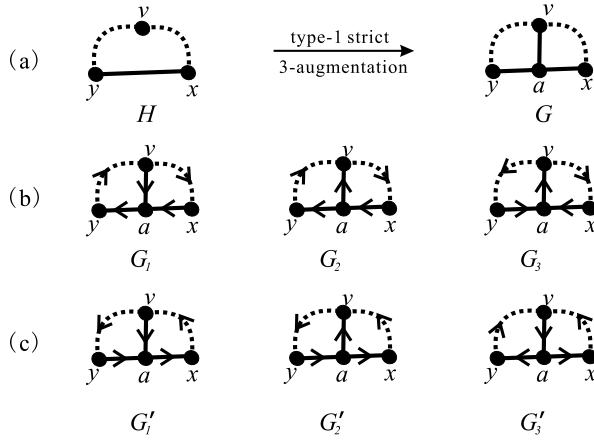 (a) v type-1 strict v
3-augmentation
y x y a x
H G
(b) v v v
y a x y a x y a x
G₁ G₂ G₃
(c) v v v
y a x y a x y a x
G₁′ G₂′ G₃′